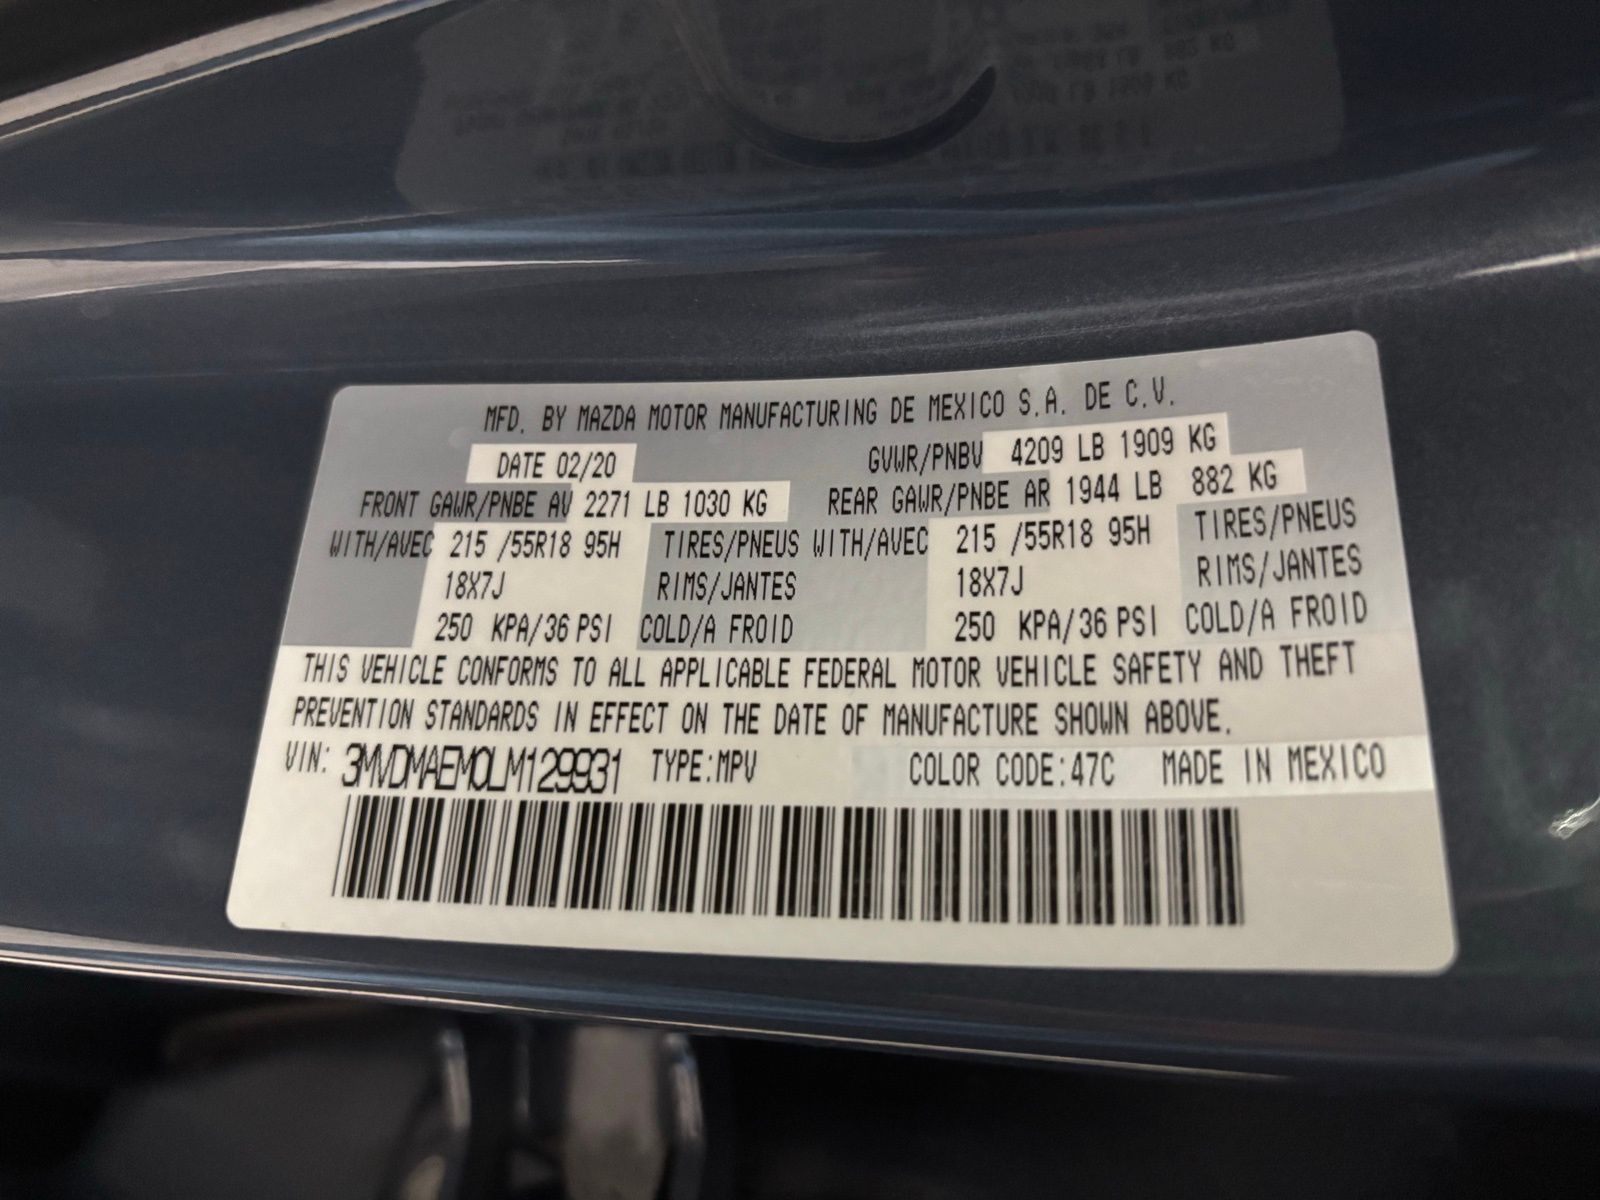 MFD. BY MAZDA MOTOR MANUFACTURING DE MEXICO S.A. DE C.V.
DATE 02/20 GVWR/PNBV 4209 LB 1909 KG
FRONT GAWR/PNBE AV 2271 LB 1030 KG REAR GAWR/PNBE AR 1944 LB 882 KG
WITH/AVEC 215 /55R18 95H TIRES/PNEUS WITH/AVEC 215 /55R18 95H TIRES/PNEUS
18X7J RIMS/JANTES 18X7J RIMS/JANTES
250 KPA/36 PSI COLD/A FROID 250 KPA/36 PSI COLD/A FROID
THIS VEHICLE CONFORMS TO ALL APPLICABLE FEDERAL MOTOR VEHICLE SAFETY AND THEFT
PREVENTION STANDARDS IN EFFECT ON THE DATE OF MANUFACTURE SHOWN ABOVE.
VIN: 3MVDMAEM0LM129931 TYPE:MPV COLOR CODE:47C MADE IN MEXICO